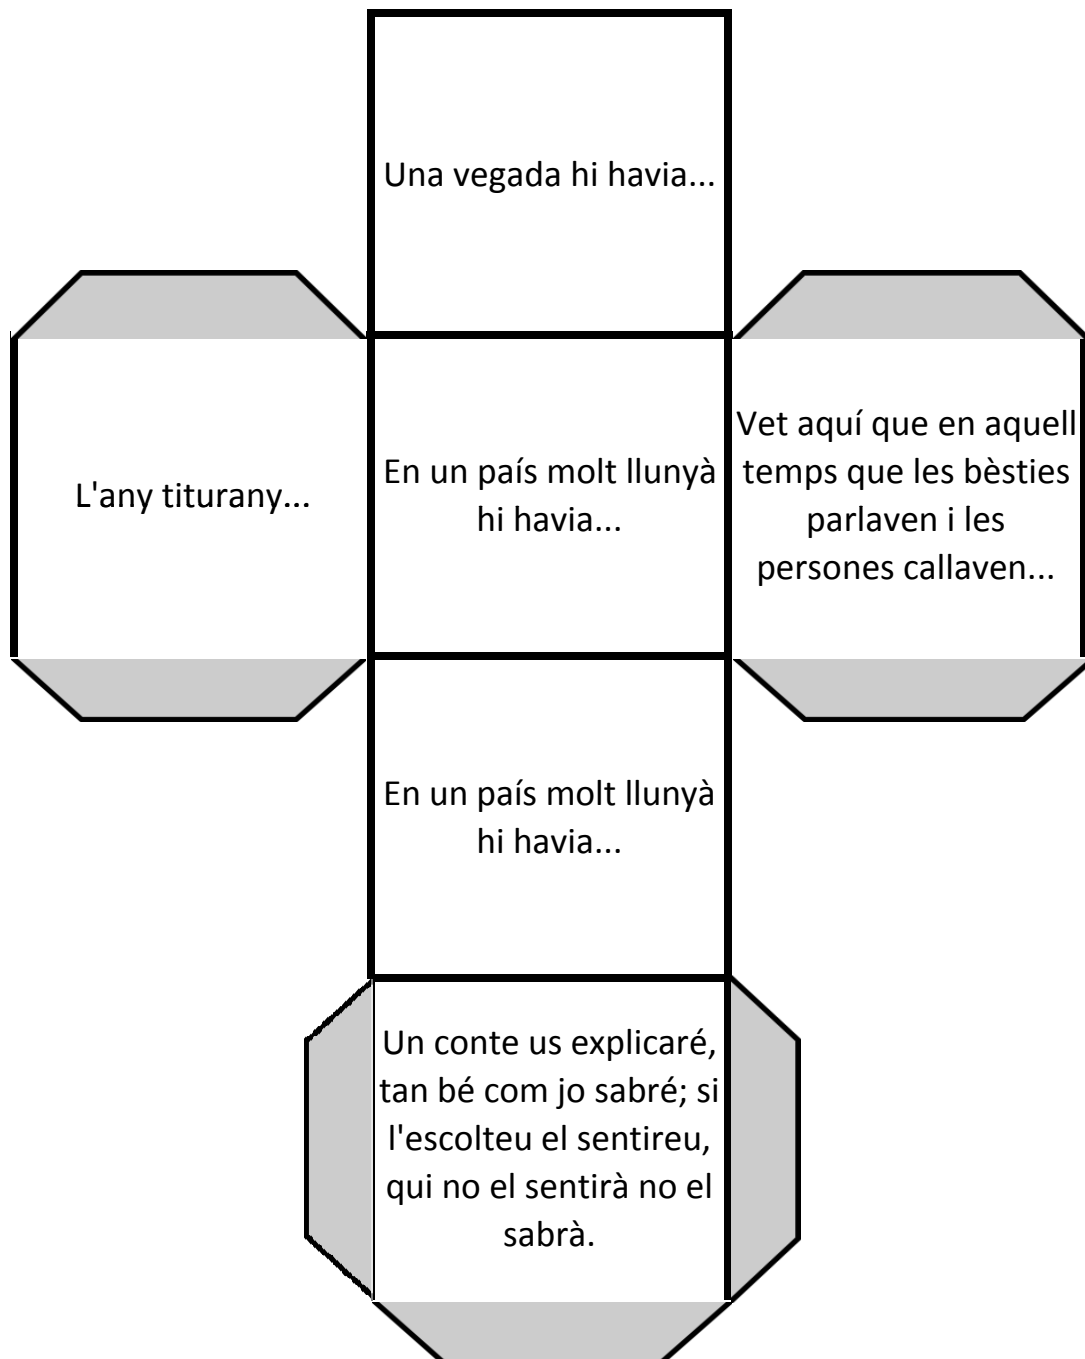 Una vegada hi havia...
L'any titurany...
En un país molt llunyà
hi havia...
Vet aquí que en aquell
temps que les bèsties
parlaven i les
persones callaven...
En un país molt llunyà
hi havia...
Un conte us explicaré,
tan bé com jo sabré; si
l'escolteu el sentireu,
qui no el sentirà no el
sabrà.